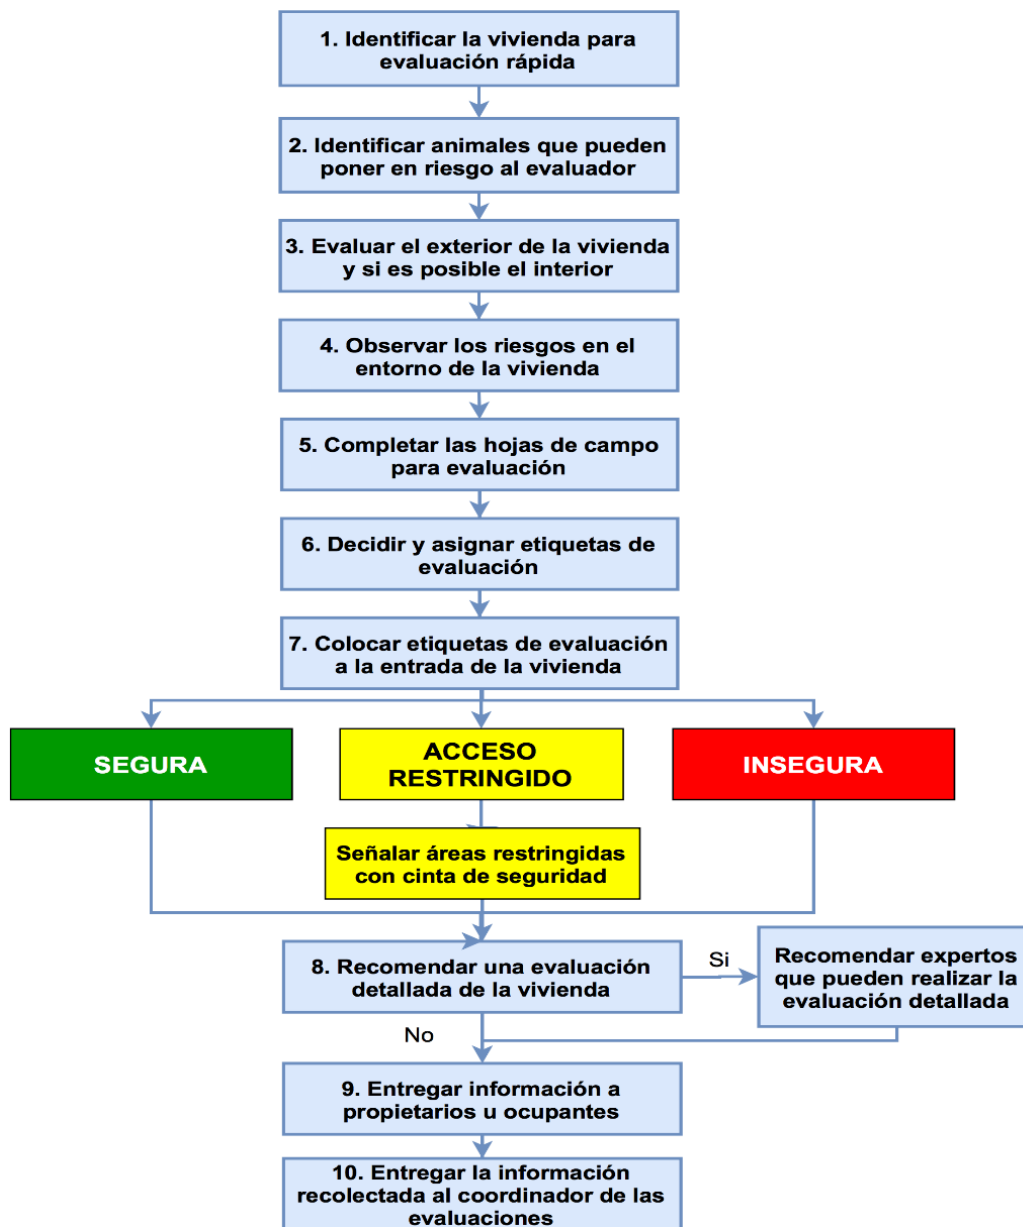 1. Identificar la vivienda para
evaluación rápida
2. Identificar animales que pueden
poner en riesgo al evaluador
3. Evaluar el exterior de la vivienda
y si es posible el interior
4. Observar los riesgos en el
entorno de la vivienda
5. Completar las hojas de campo
para evaluación
6. Decidir y asignar etiquetas de
evaluación
7. Colocar etiquetas de evaluación
a la entrada de la vivienda
SEGURA
ACCESO
RESTRINGIDO
INSEGURA
Señalar áreas restringidas
con cinta de seguridad
8. Recomendar una evaluación
detallada de la vivienda
Si
Recomendar expertos
que pueden realizar la
evaluación detallada
No
9. Entregar información a
propietarios u ocupantes
10. Entregar la información
recolectada al coordinador de las
evaluaciones